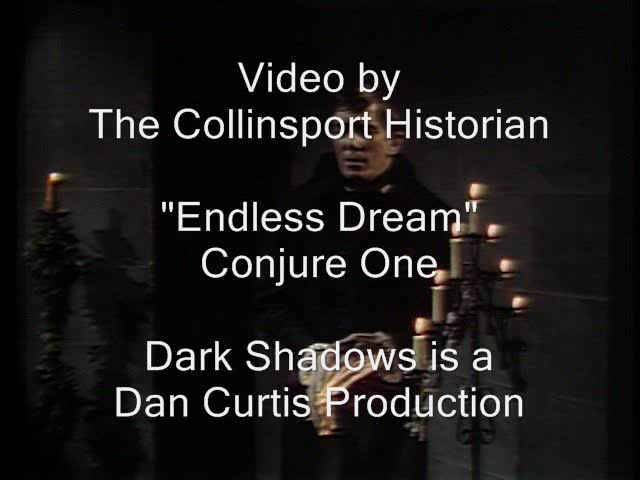 Video by
The Collinsport Historian
"Endless Dream"
Conjure One
Dark Shadows is a
Dan Curtis Production